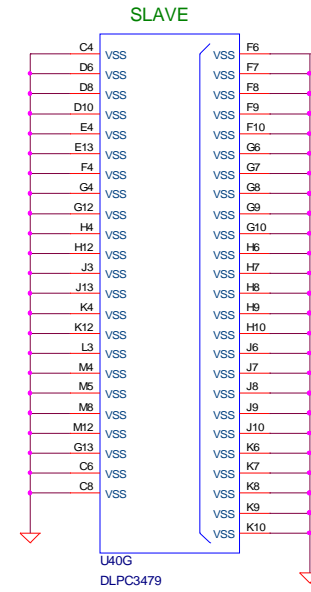 SLAVE
C4 VSS VSS F6
D6 VSS VSS F7
D8 VSS VSS F8
D10 VSS VSS F9
E4 VSS VSS F10
E13 VSS VSS G6
F4 VSS VSS G7
G4 VSS VSS G8
G12 VSS VSS G9
H4 VSS VSS G10
H12 VSS VSS H6
J3 VSS VSS H7
J13 VSS VSS H8
K4 VSS VSS H9
K12 VSS VSS H10
L3 VSS VSS J6
M4 VSS VSS J7
M5 VSS VSS J8
M8 VSS VSS J9
M12 VSS VSS J10
G13 VSS VSS K6
C6 VSS VSS K7
C8 VSS VSS K8
VSS K9
VSS K10
U40G
DLPC3479